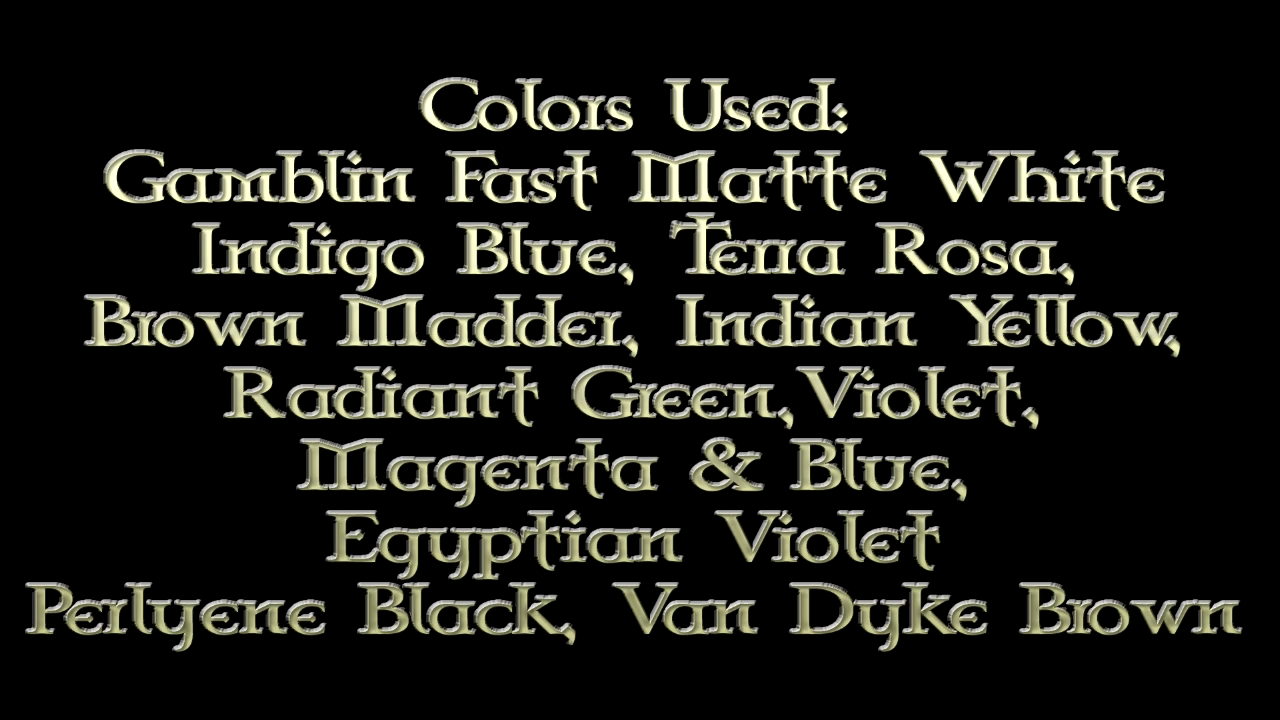 Colors Used:
Gamblin Fast Matte White
Indigo Blue, Terra Rosa,
Brown Madder, Indian Yellow,
Radiant Green,Violet,
Magenta & Blue,
Egyptian Violet
Perlyene Black, Van Dyke Brown